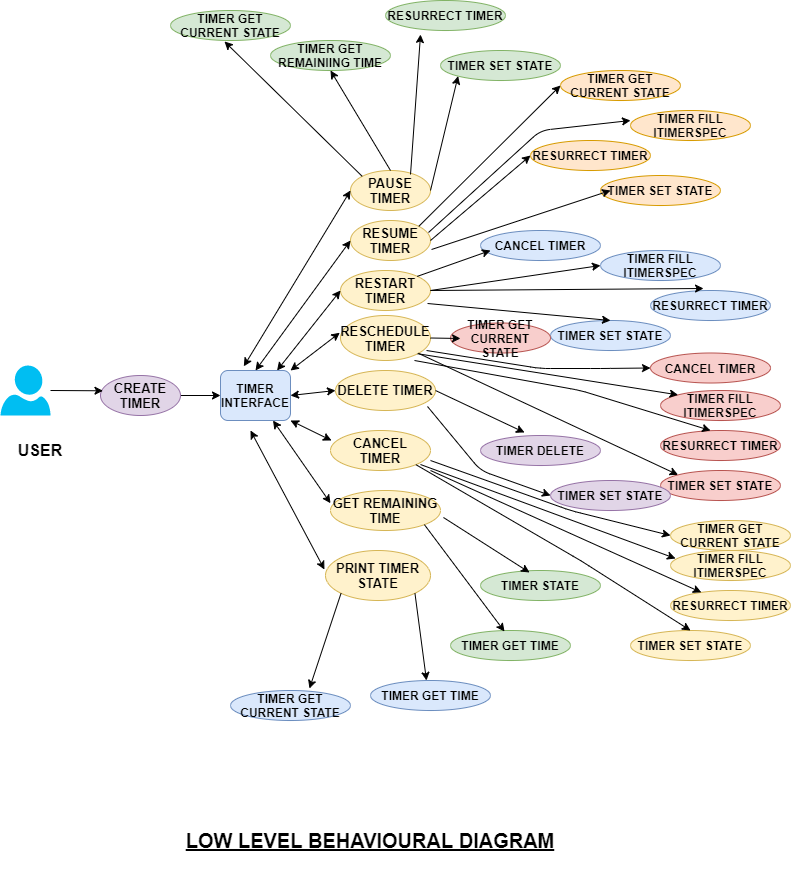 TIMER GET
CURRENT STATE
RESURRECT TIMER
TIMER GET
REMAINIING TIME
TIMER SET STATE
TIMER GET
CURRENT STATE
TIMER FILL
ITIMERSPEC
RESURRECT TIMER
PAUSE
TIMER
TIMER SET STATE
RESUME
TIMER
CANCEL TIMER
TIMER FILL
ITIMERSPEC
RESTART
TIMER
RESURRECT TIMER
RESCHEDULE
TIMER
TIMER GET
CURRENT
STATE
TIMER SET STATE
CANCEL TIMER
CREATE
TIMER
TIMER
INTERFACE
DELETE TIMER
TIMER FILL
ITIMERSPEC
USER
CANCEL
TIMER
TIMER DELETE
RESURRECT TIMER
TIMER SET STATE
TIMER SET STATE
GET REMAINING
TIME
TIMER GET
CURRENT STATE
TIMER FILL
ITIMERSPEC
PRINT TIMER
STATE
TIMER STATE
RESURRECT TIMER
TIMER GET TIME
TIMER SET STATE
TIMER GET
CURRENT STATE
TIMER GET TIME
LOW LEVEL BEHAVIOURAL DIAGRAM